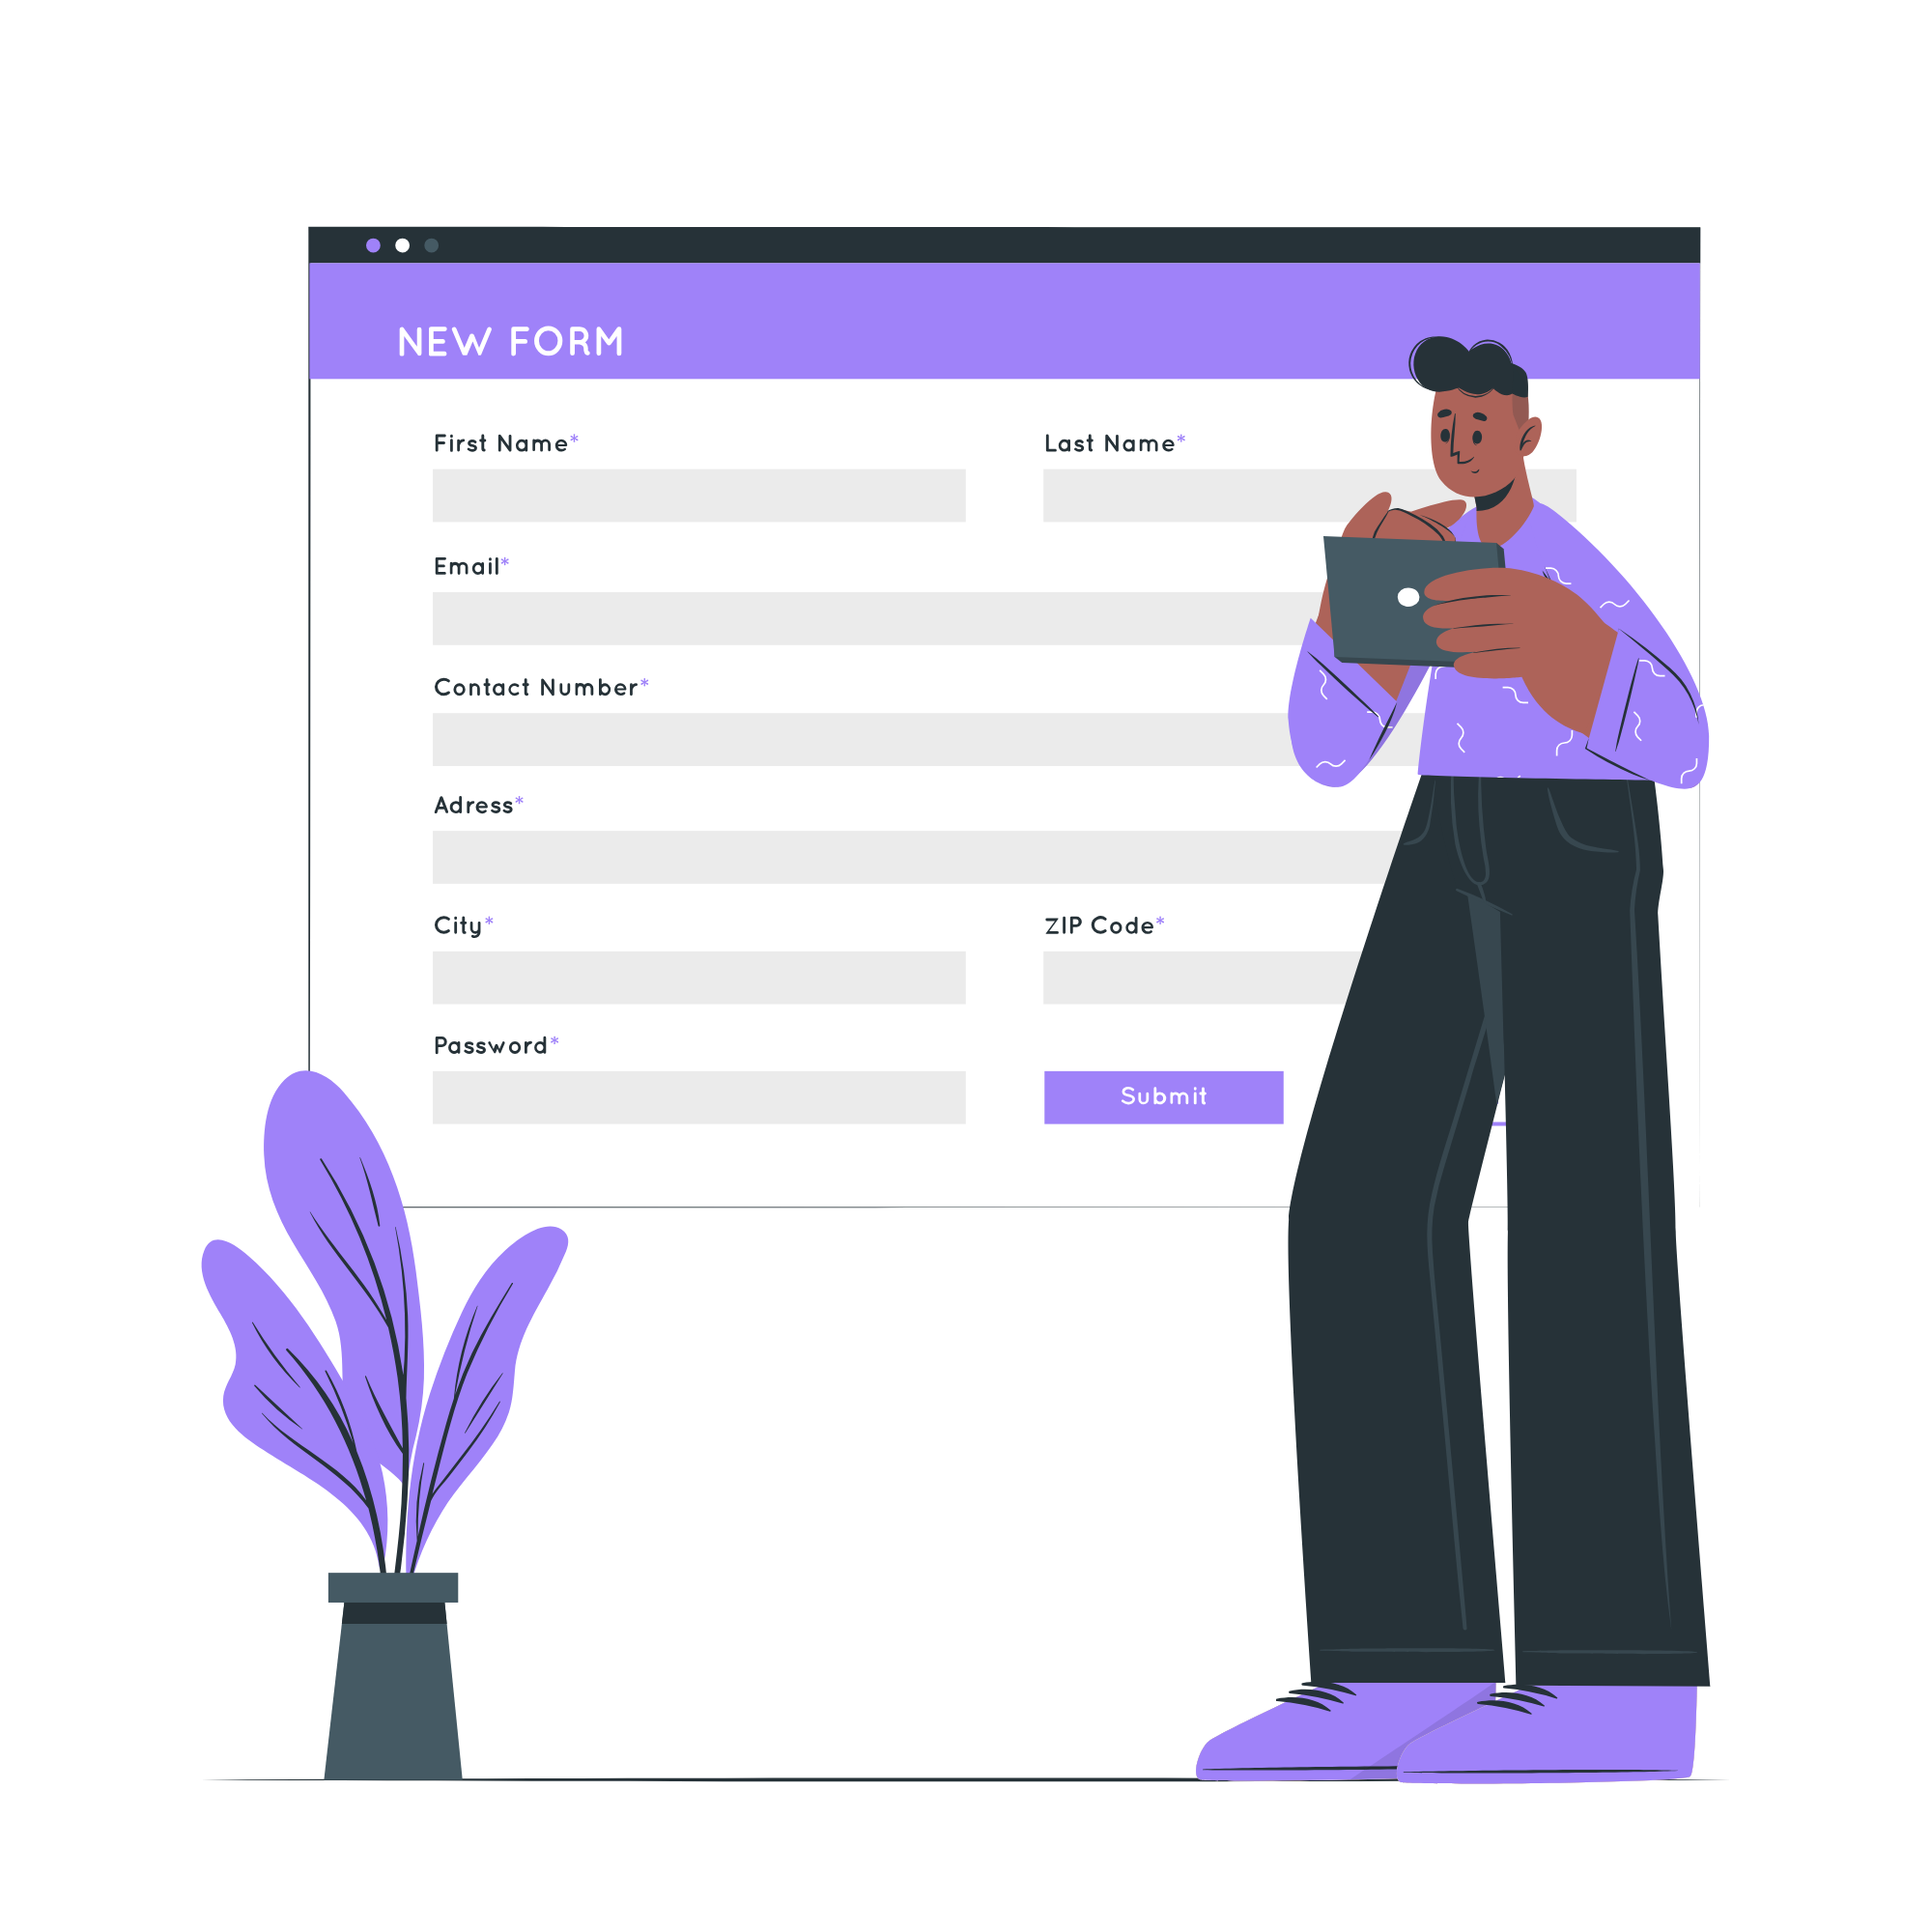 NEW FORM
First Name* Last Name*
Email*
Contact Number*
Adress*
City* ZIP Code*
Password*
Submit